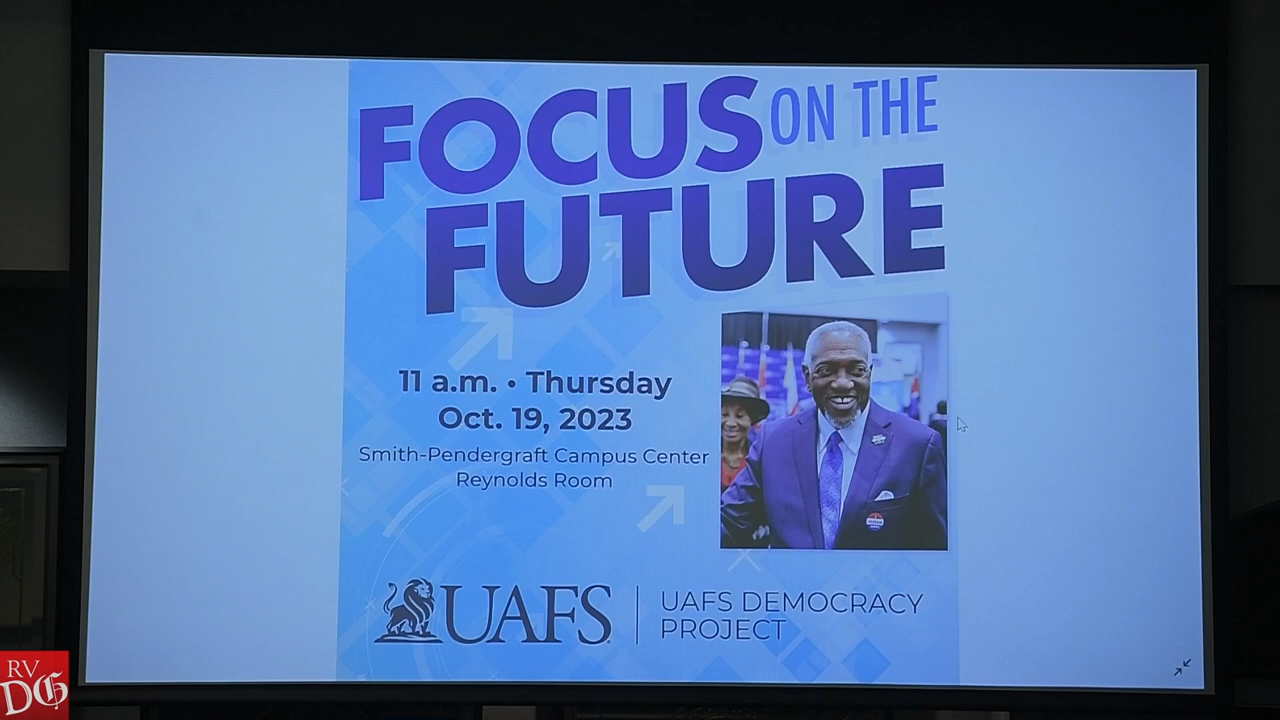 FOCUS ON THE
FUTURE
11 a.m. • Thursday
Oct. 19, 2023
Smith-Pendergraft Campus Center
Reynolds Room
UAFS
UAFS DEMOCRACY
PROJECT
RV
DG